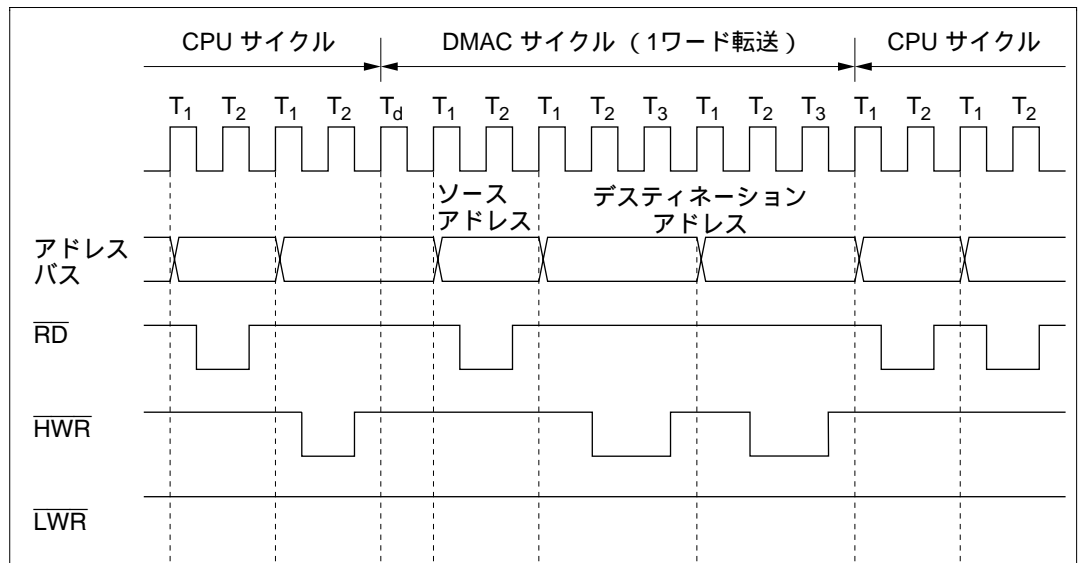 CPU サイクル DMAC サイクル（1ワード転送） CPU サイクル
T1 T2 T1 T2 Td T1 T2 T1 T2 T3 T1 T2 T3 T1 T2 T1 T2
ソース
アドレス
デスティネーション
アドレス
アドレス
バス
RD
HWR
LWR